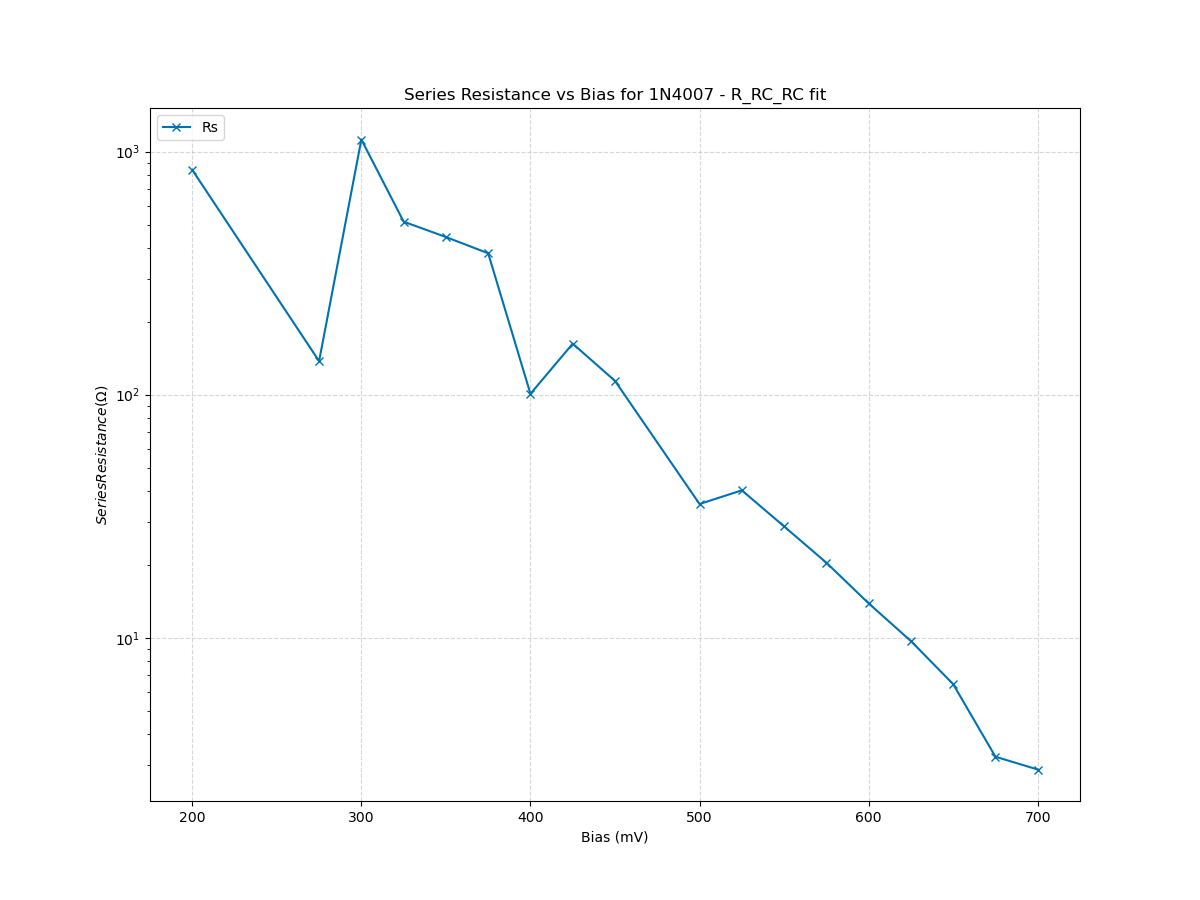 Series Resistance vs Bias for 1N4007 - R_RC_RC fit
Rs
10³
10²
10¹
SeriesResistance(Ω)
200 300 400 500 600 700
Bias (mV)